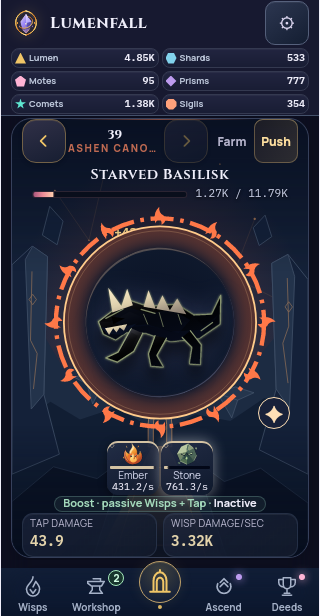 LUMENFALL
Lumen 4.85K
Shards 533
Motes 95
Prisms 777
Comets 1.38K
Sigils 354
39
ASHEN CANO…
Farm
Push
STARVED BASILISK
1.27K / 11.79K
Ember
431.2/s
Stone
761.3/s
Boost · passive Wisps + Tap · Inactive
TAP DAMAGE
43.9
WISP DAMAGE/SEC
3.32K
2
Wisps
Workshop
Ascend
Deeds